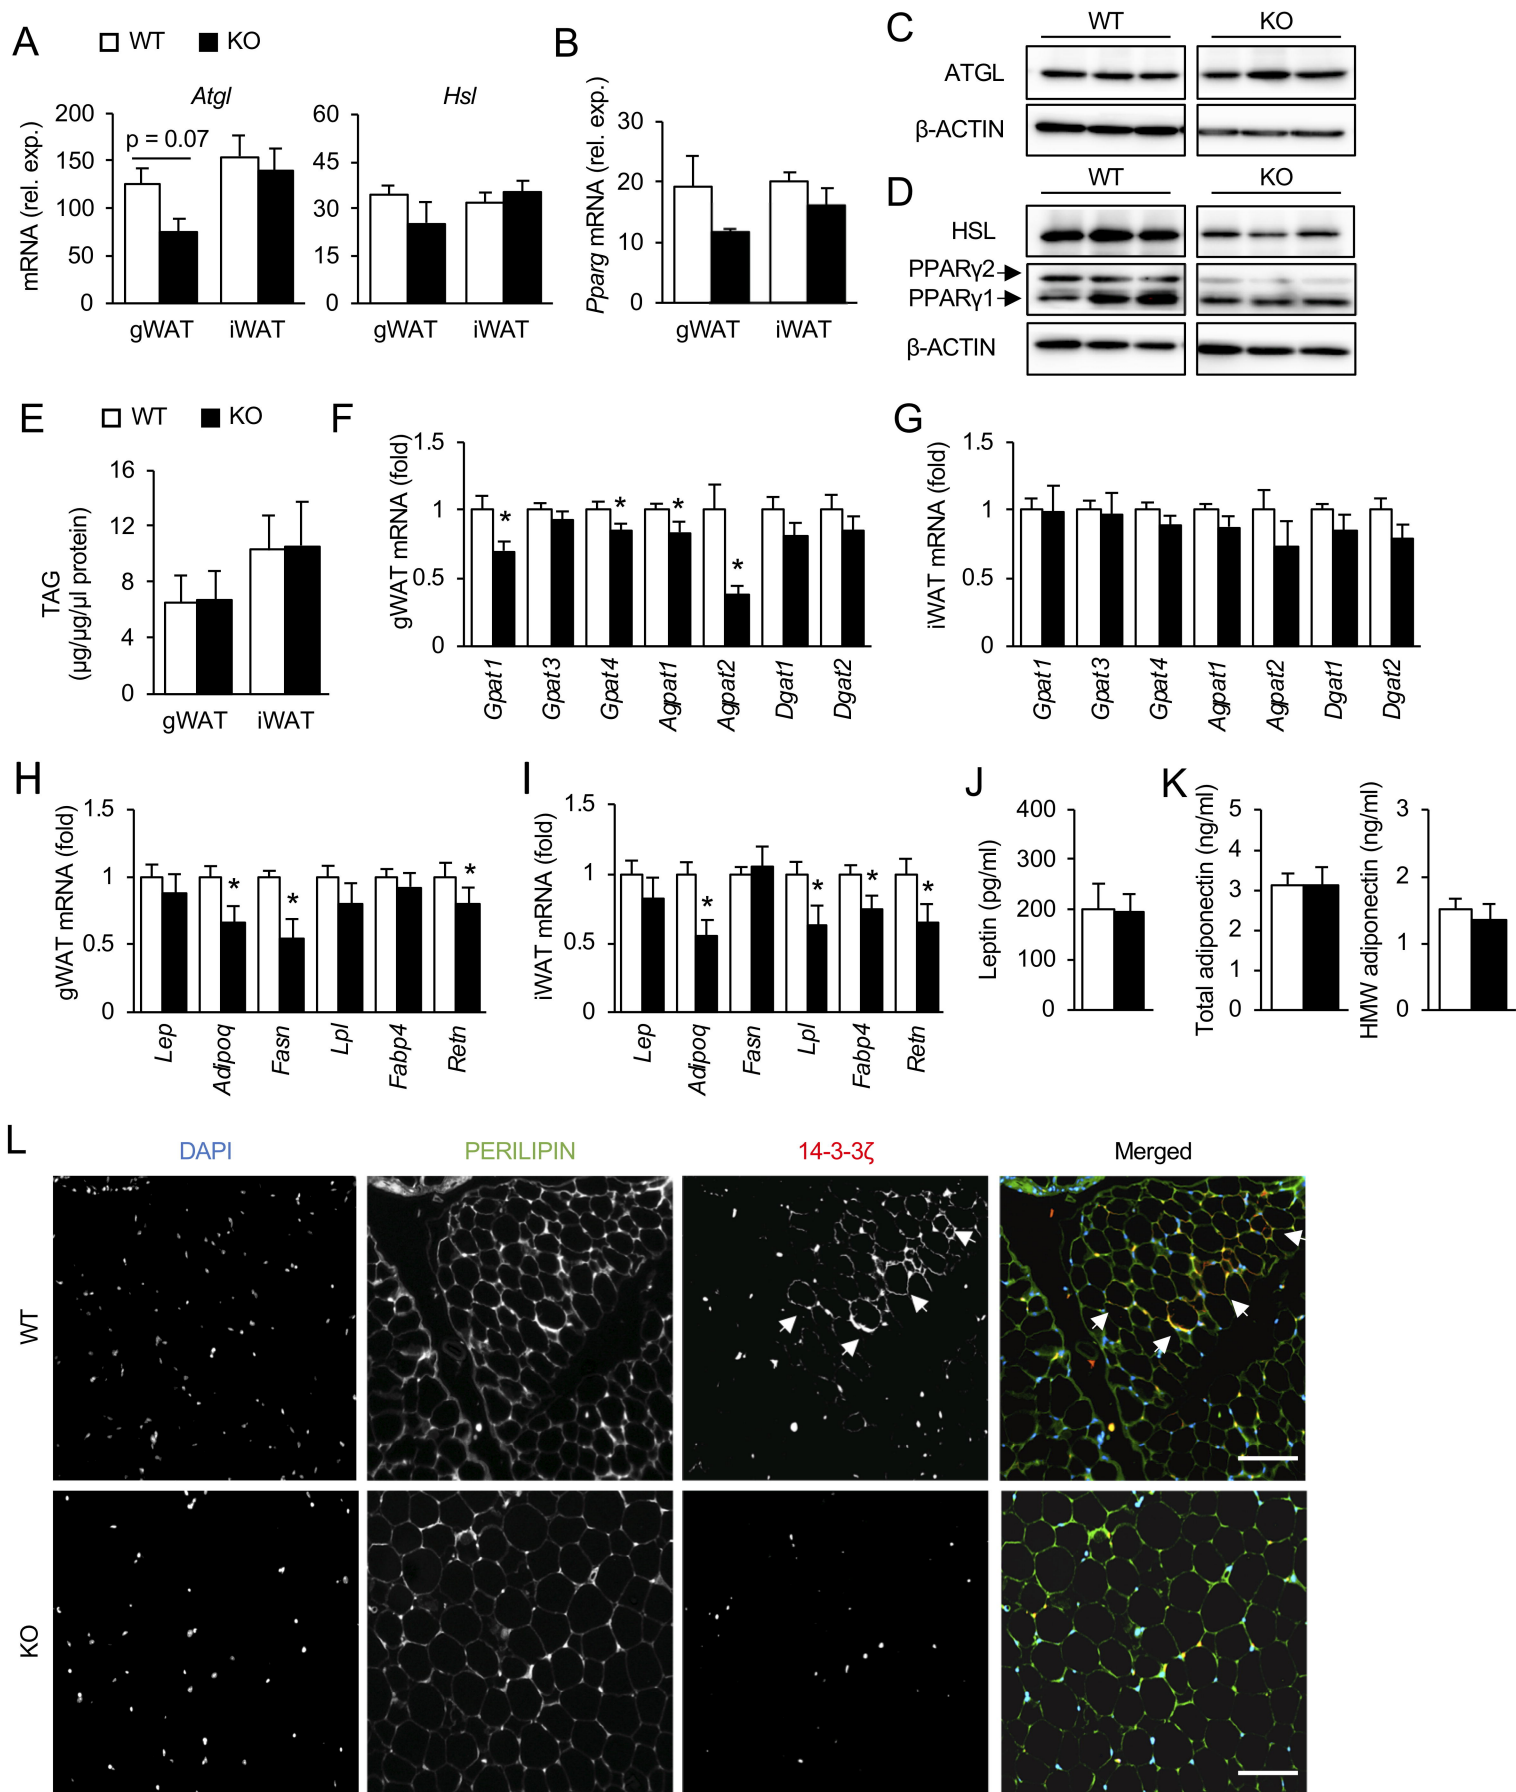 A
WT
KO
Atgl
Hsl
mRNA (rel. exp.)
200
150
100
50
0
p = 0.07
gWAT
iWAT
60
45
30
15
0
gWAT
iWAT
B
Pparg mRNA (rel. exp.)
30
20
10
0
gWAT
iWAT
C
WT
KO
ATGL
β-ACTIN
D
WT
KO
HSL
PPARγ2
PPARγ1
β-ACTIN
E
WT
KO
TAG
(µg/µg/µl protein)
16
12
8
4
0
gWAT
iWAT
F
gWAT mRNA (fold)
1.5
1
0.5
0
*
*
*
*
Gpat1
Gpat3
Gpat4
Agpat1
Agpat2
Dgat1
Dgat2
G
iWAT mRNA (fold)
1.5
1
0.5
0
Gpat1
Gpat3
Gpat4
Agpat1
Agpat2
Dgat1
Dgat2
H
gWAT mRNA (fold)
1.5
1
0.5
0
*
*
*
Lep
Adipoq
Fasn
Lpl
Fabp4
Retn
I
iWAT mRNA (fold)
1.5
1
0.5
0
*
*
*
*
Lep
Adipoq
Fasn
Lpl
Fabp4
Retn
J
Leptin (pg/ml)
400
300
200
100
0
K
Total adiponectin (ng/ml)
5
4
3
2
1
0
HMW adiponectin (ng/ml)
3
2
1
0
L
DAPI
PERILIPIN
14-3-3ζ
Merged
WT
KO